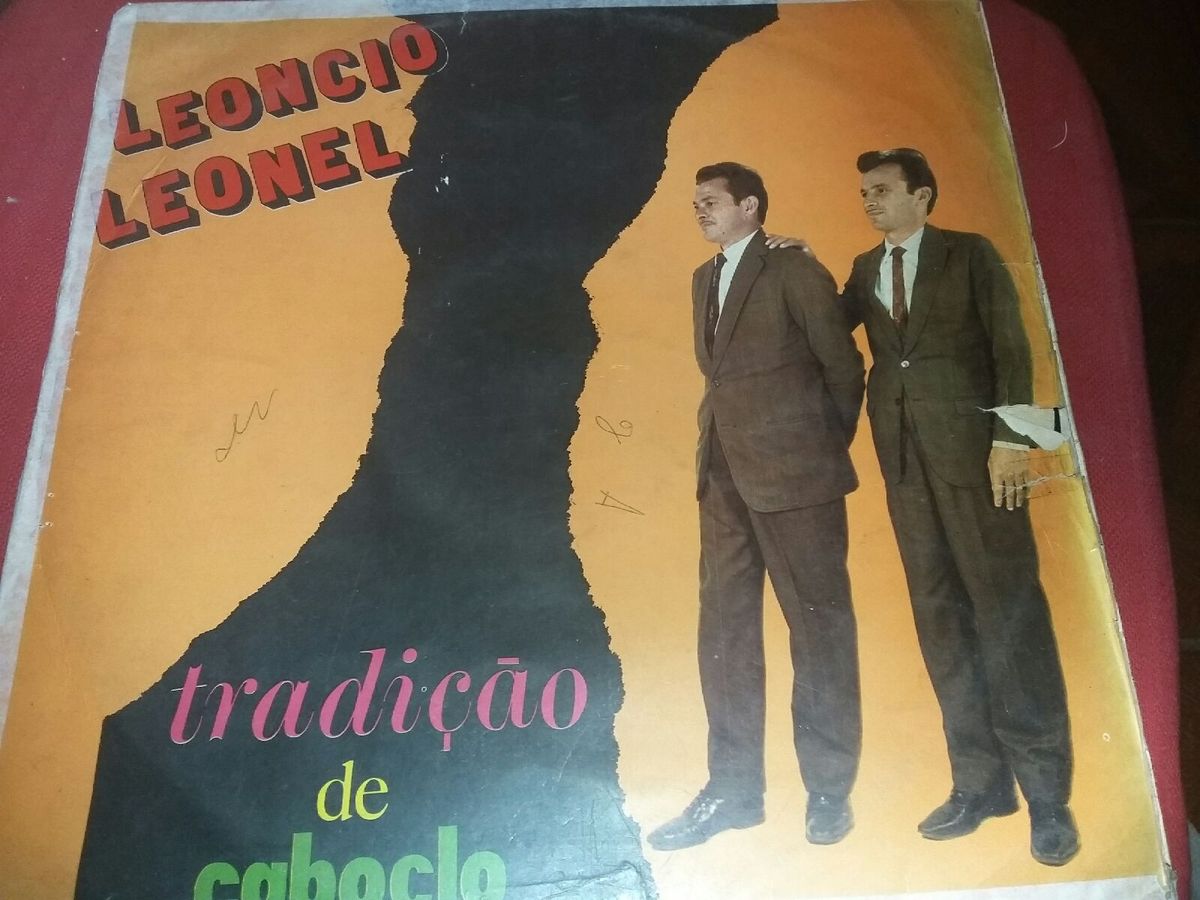 LEONCIO
LEONEL
tradição
de
caboclo